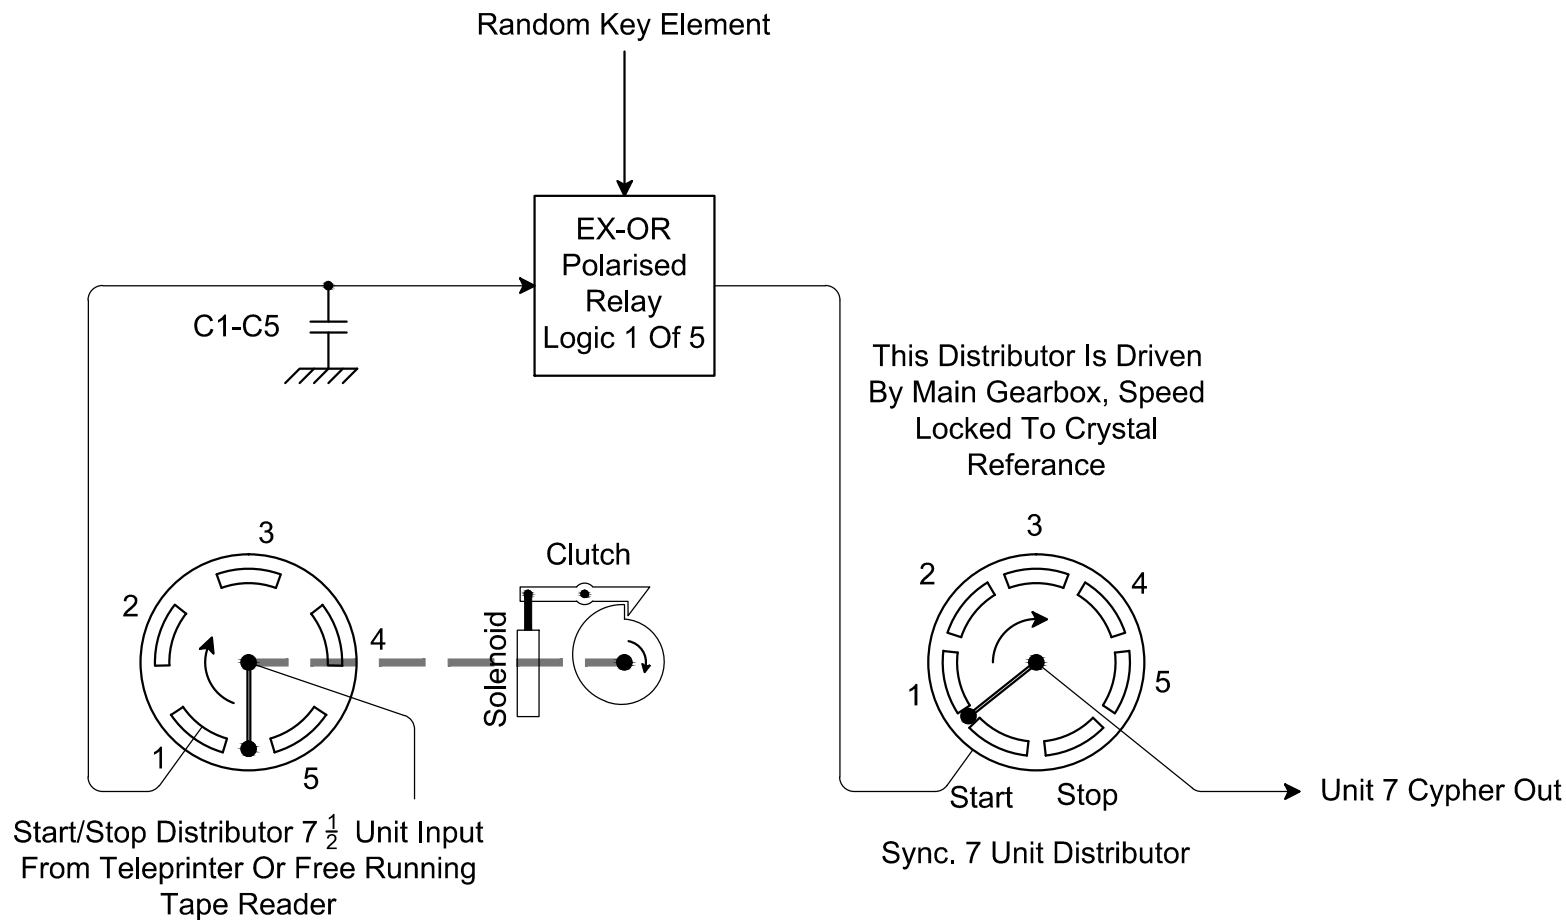 Random Key Element
EX-OR
Polarised
Relay
Logic 1 Of 5
C1-C5
This Distributor Is Driven
By Main Gearbox, Speed
Locked To Crystal
Referance
3
2
4
1
5
Clutch
Solenoid
3
2
4
1
5
Start
Stop
Unit 7 Cypher Out
Start/Stop Distributor 7 1/2 Unit Input
From Teleprinter Or Free Running
Tape Reader
Sync. 7 Unit Distributor